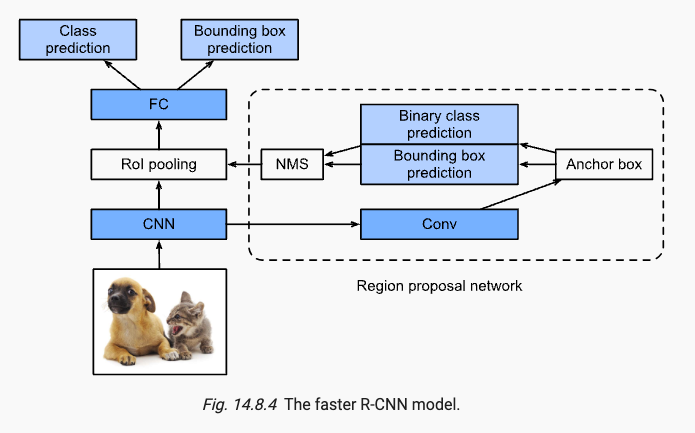 Class
prediction
Bounding box
prediction
FC
Binary class
prediction
RoI pooling
NMS
Bounding box
prediction
Anchor box
CNN
Conv
Region proposal network
Fig. 14.8.4 The faster R-CNN model.